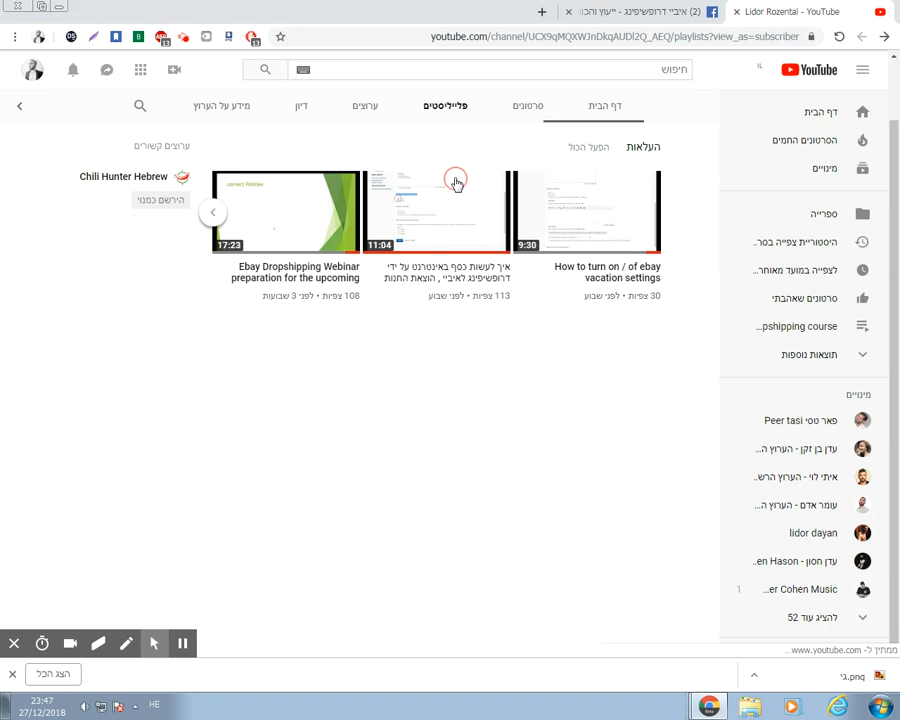 Lidor Rozental - YouTube
(2) איביי דרופשיפינג - ייעוץ והכוו
youtube.com/channel/UCX9qMQXWJnDkqAUDl2Q_AEQ/playlists?view_as=subscriber
YouTube
IL
חיפוש
דף הבית
סרטונים
פלייליסטים
ערוצים
דיון
מידע על הערוץ
העלאות
הפעל הכול
ערוצים קשורים
Chili Hunter Hebrew
הירשם כמנוי
9:30
11:04
correct Policies
17:23
How to turn on / of ebay
vacation settings
30 צפיות • לפני שבוע
איך לעשות כסף באינטרנט על ידי
דרופשיפינג לאיביי , הוצאת החנות
113 צפיות • לפני שבוע
Ebay Dropshipping Webinar
preparation for the upcoming
108 צפיות • לפני 3 שבועות
דף הבית
הסרטונים החמים
מינויים
ספרייה
היסטוריית צפייה בסר...
לצפייה במועד מאוחר...
סרטונים שאהבתי
pshipping course...
תוצאות נוספות
מינויים
Peer tasi פאר טסי
עדן בן זקן - הערוץ ה...
איתי לוי - הערוץ הרש...
עומר אדם - הערוץ ה...
lidor dayan
עדן חסון - en Hason...
er Cohen Music...
1
להציג עוד 52
ממתין ל- www.youtube.com...
הצג הכל
גי.png
HE
23:47
27/12/2018